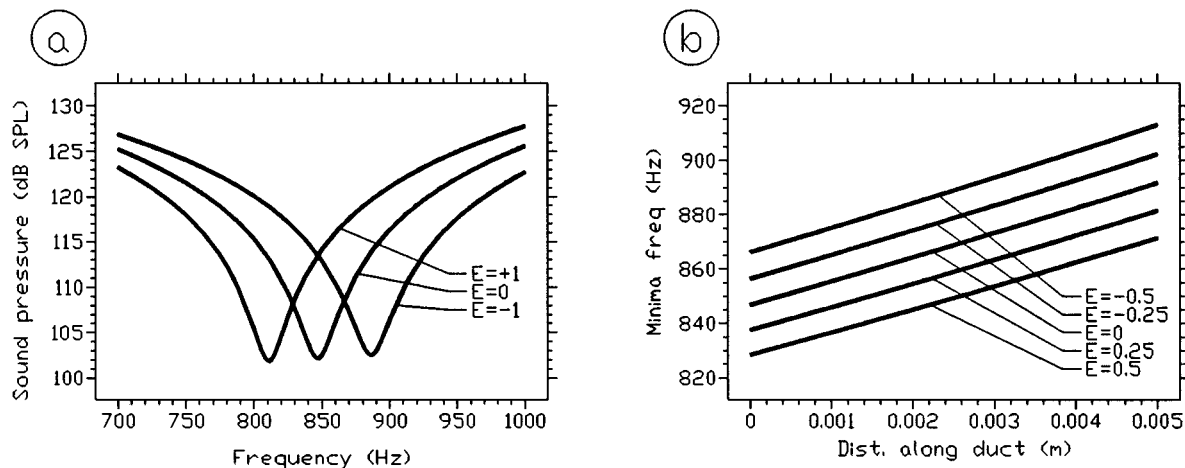 a
Sound pressure (dB SPL)
130
125
120
115
110
105
100
E=+1
E=0
E=-1
700 750 800 850 900 950 1000
Frequency (Hz)
b
Minima freq (Hz)
920
900
880
860
840
820
E=-0.5
E=-0.25
E=0
E=0.25
E=0.5
0 0.001 0.002 0.003 0.004 0.005
Dist. along duct (m)